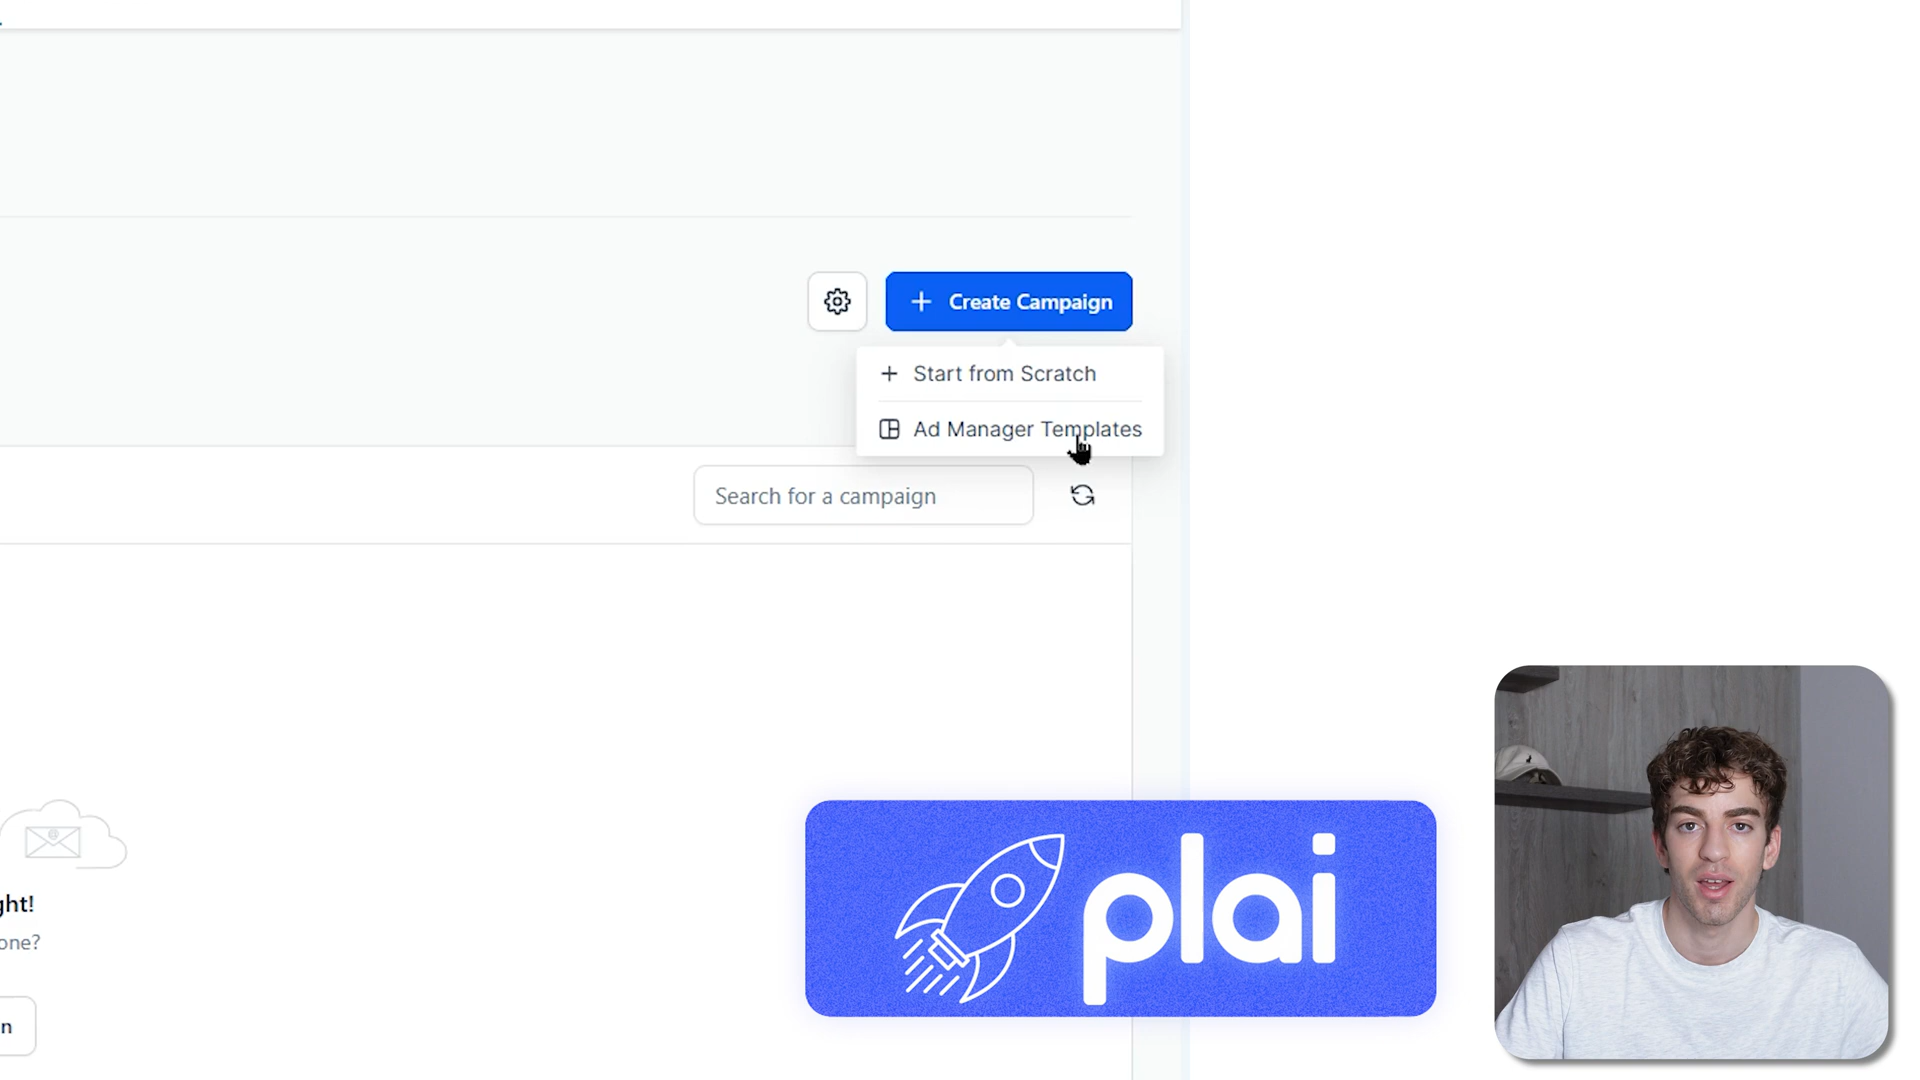 Create Campaign
Start from Scratch
Ad Manager Templates
Search for a campaign
ght!
one?
n
plai